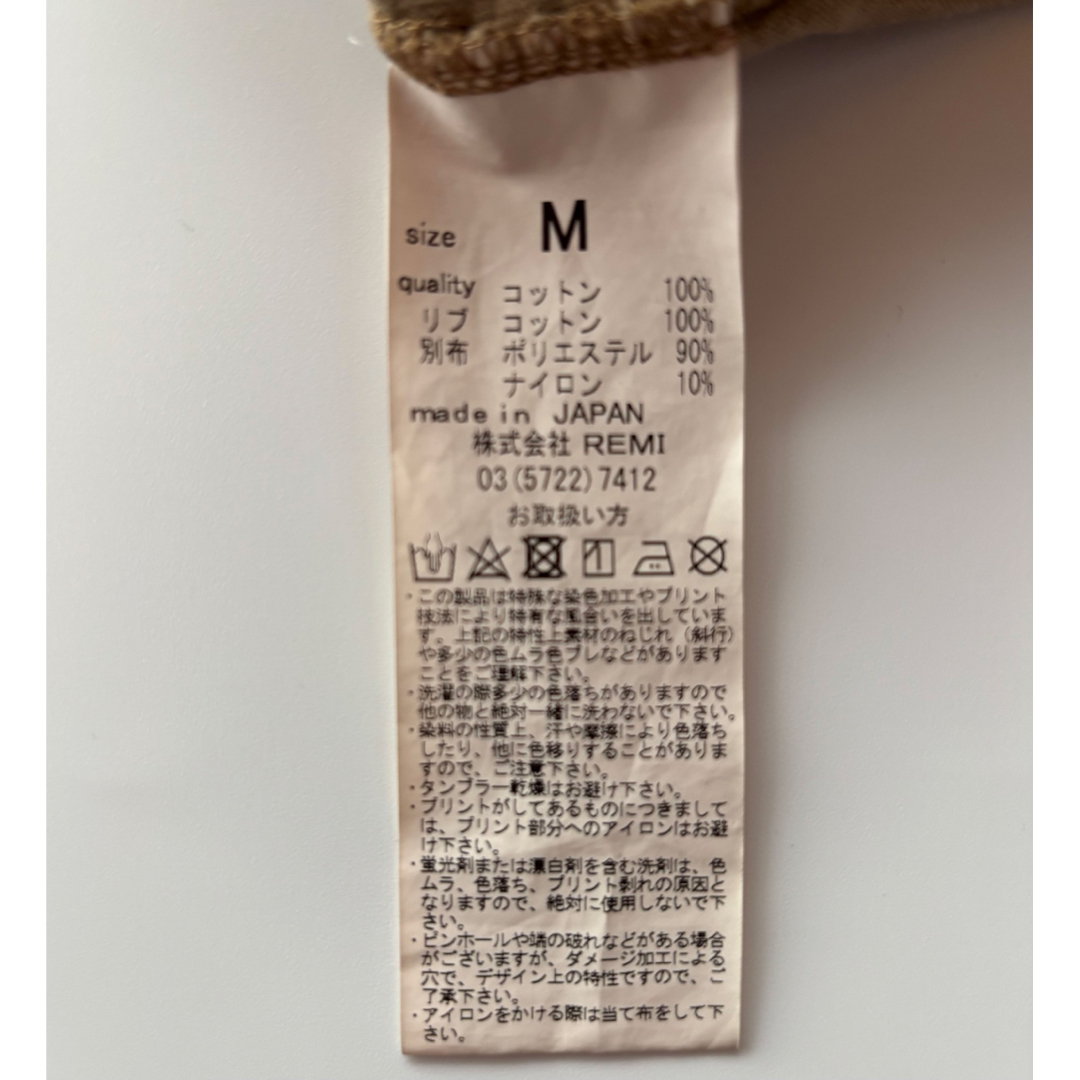 size M
quality コットン 100%
リブ コットン 100%
別布 ポリエステル 90%
ナイロン 10%
made in JAPAN
株式会社 REMI
03(5722)7412
お取扱い方
・この製品は特殊な染色加工やプリント
技法により特有な風合いを出していま
す。上記の特性上素材のねじれ(斜行)
や多少の色ムラ色ブレなどがあります
ことをご理解下さい。
・洗濯の際多少の色落ちがありますので
他の物と絶対一緒に洗わないで下さい。
・染料の性質上、汗や摩擦により色落ち
したり、他に色移りすることがありま
すので、ご注意下さい。
・タンブラー乾燥はお避け下さい。
・プリントがしてあるものにつきまして
は、プリント部分へのアイロンはお避
け下さい。
・蛍光剤または漂白剤を含む洗剤は、色
ムラ、色落ち、プリント剥れの原因と
なりますので、絶対に使用しないで下
さい。
・ピンホールや端の破れなどがある場合
がございますが、ダメージ加工による
穴で、デザイン上の特性ですので、ご
了承下さい。
・アイロンをかける際は当て布をして下
さい。